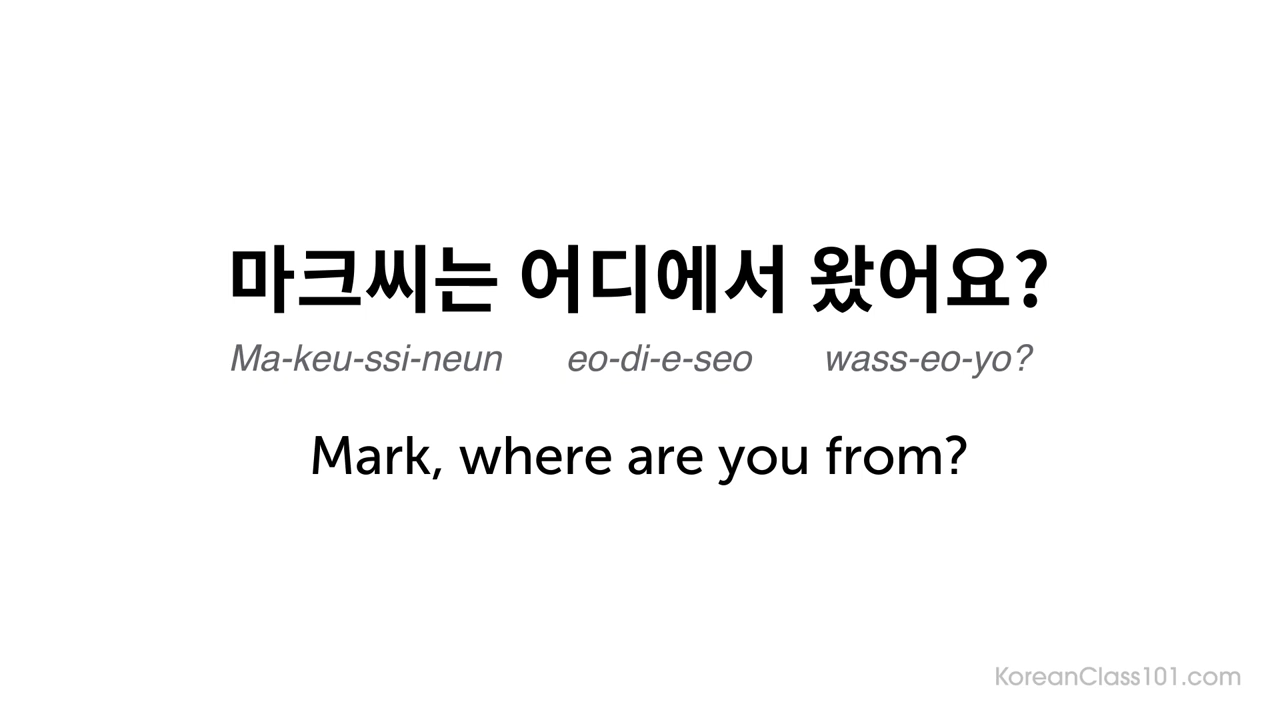 마크씨는 어디에서 왔어요?
Ma-keu-ssi-neun eo-di-e-seo wass-eo-yo?
Mark, where are you from?
KoreanClass101.com